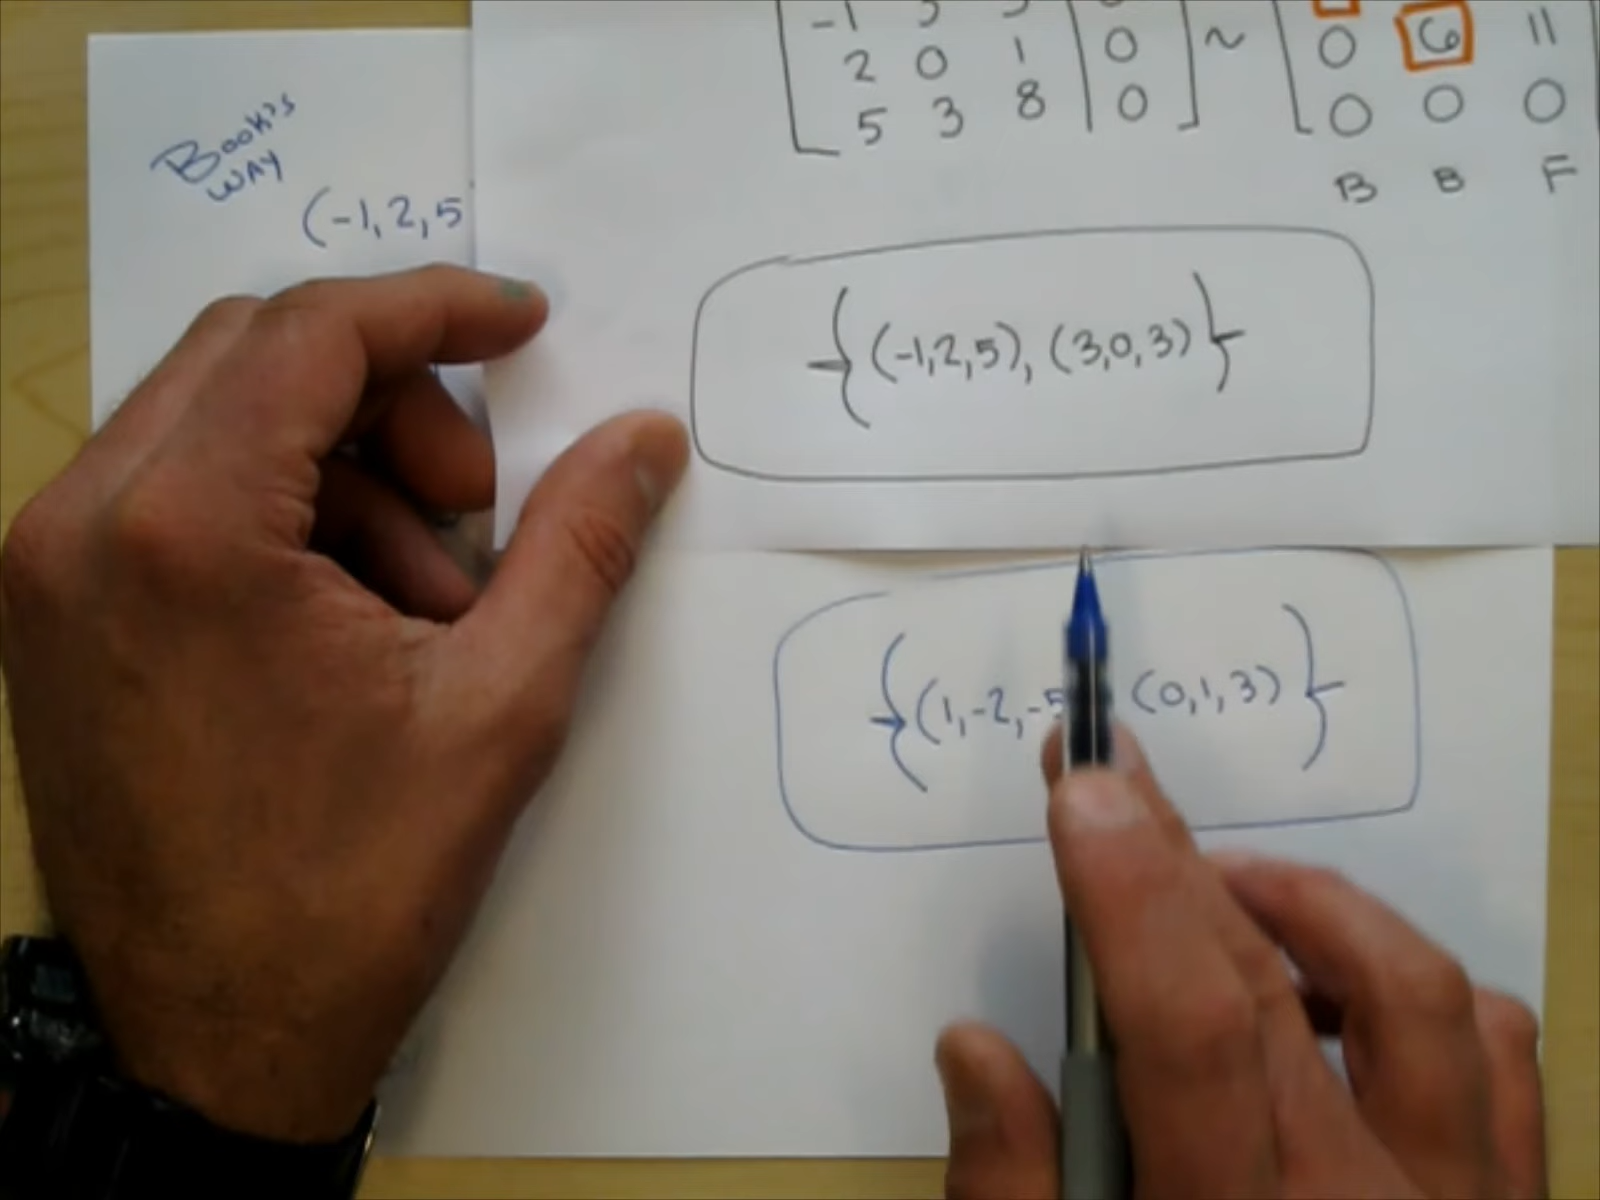 0 6 11
2 0 1 | 0 ~
5 3 8 | 0
0 0 0
B B F
Book's
way
(-1,2,5
{(-1,2,5), (3,0,3)}
{(1,-2,-5 (0,1,3)}